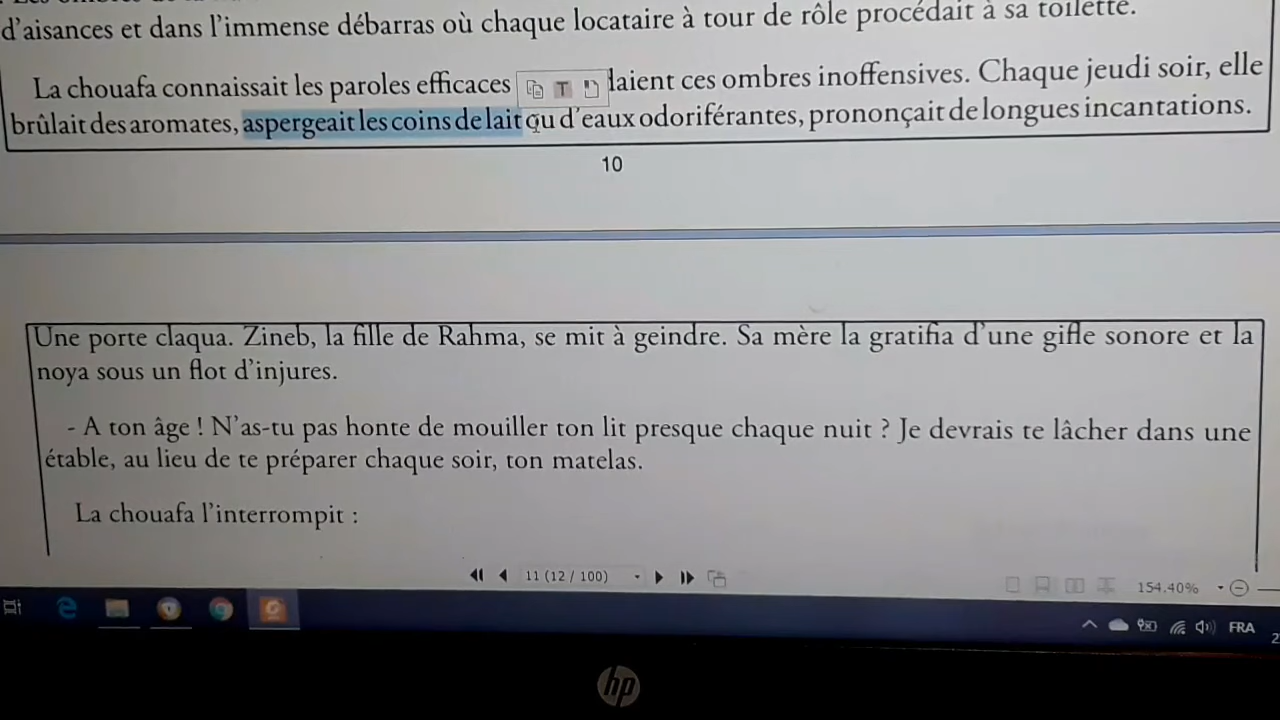 d'aisances et dans l'immense débarras où chaque locataire à tour de rôle procédait à sa toilette.
La chouafa connaissait les paroles efficaces laient ces ombres inoffensives. Chaque jeudi soir, elle
brûlait des aromates, aspergeait les coins de lait qu d'eaux odoriférantes, prononçait de longues incantations.
10
Une porte claqua. Zineb, la fille de Rahma, se mit à geindre. Sa mère la gratifia d'une gifle sonore et la
noya sous un flot d'injures.
- A ton âge ! N'as-tu pas honte de mouiller ton lit presque chaque nuit ? Je devrais te lâcher dans une
étable, au lieu de te préparer chaque soir, ton matelas.
La chouafa l'interrompit :
11 (12 / 100)
154.40%
FRA
hp